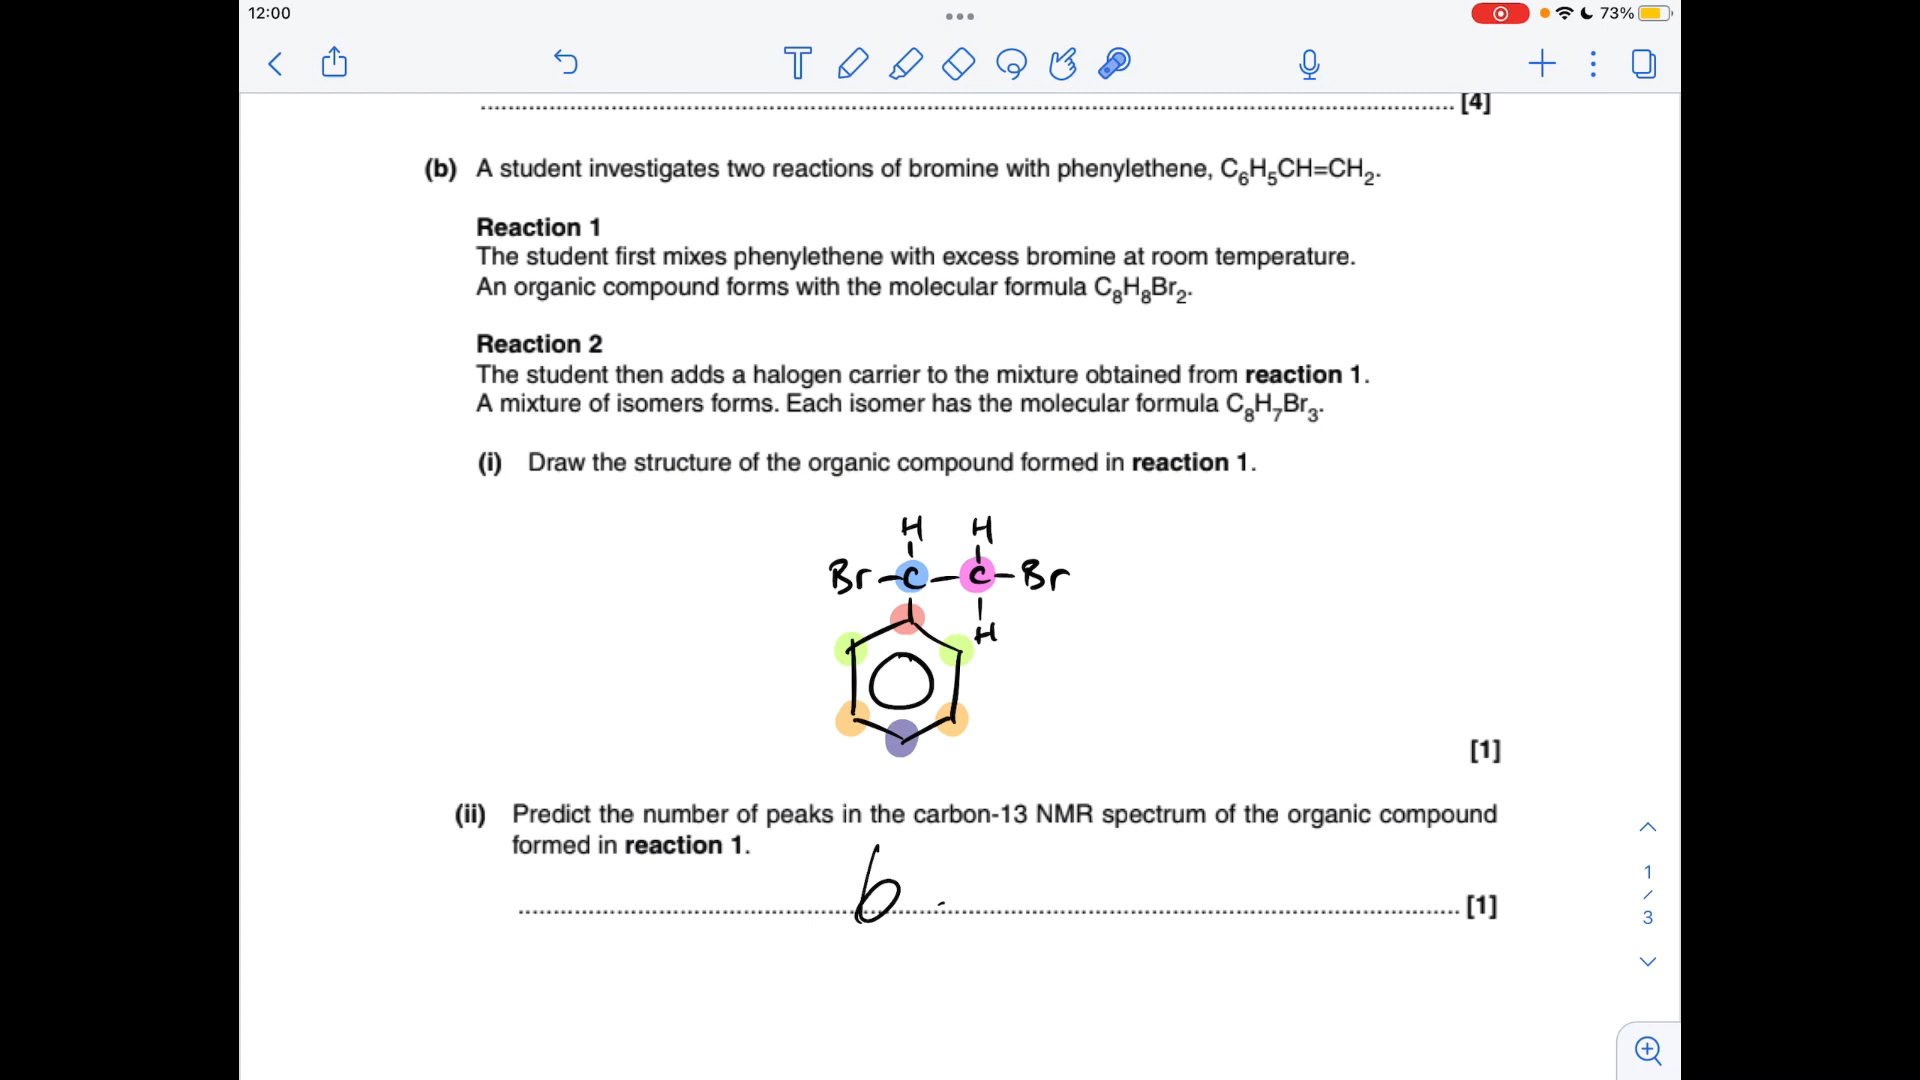 12:00
73%
[4]
(b) A student investigates two reactions of bromine with phenylethene, C₆H₅CH=CH₂.
Reaction 1
The student first mixes phenylethene with excess bromine at room temperature.
An organic compound forms with the molecular formula C₈H₈Br₂.
Reaction 2
The student then adds a halogen carrier to the mixture obtained from reaction 1.
A mixture of isomers forms. Each isomer has the molecular formula C₈H₇Br₃.
(i) Draw the structure of the organic compound formed in reaction 1.
H H
Br-C-C-Br
H
[1]
(ii) Predict the number of peaks in the carbon-13 NMR spectrum of the organic compound
formed in reaction 1.
6. [1]
1
/
3